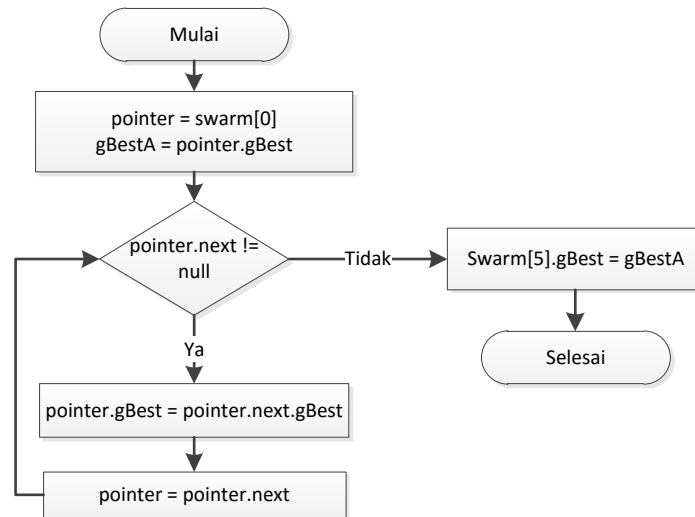 Mulai
pointer = swarm[0]
gBestA = pointer.gBest
pointer.next !=
null
Tidak
Swarm[5].gBest = gBestA
Ya
Selesai
pointer.gBest = pointer.next.gBest
pointer = pointer.next